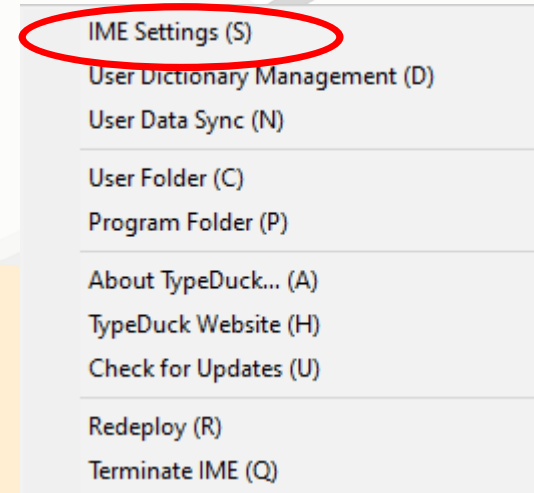 IME Settings (S)
User Dictionary Management (D)
User Data Sync (N)
User Folder (C)
Program Folder (P)
About TypeDuck... (A)
TypeDuck Website (H)
Check for Updates (U)
Redeploy (R)
Terminate IME (Q)